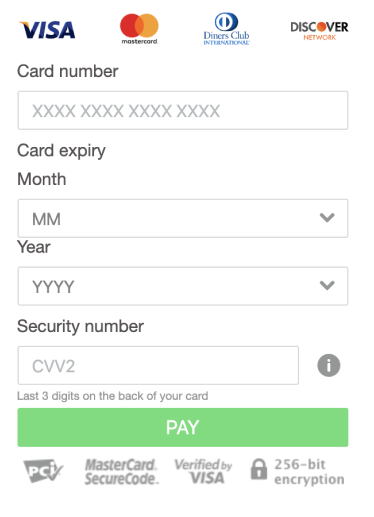 VISA mastercard Diners Club DISCOVER
INTERNATIONAL NETWORK
Card number
XXXX XXXX XXXX XXXX
Card expiry
Month
MM
Year
YYYY
Security number
CVV2 i
Last 3 digits on the back of your card
PAY
PCI MasterCard. Verified by 256-bit
SecureCode. VISA encryption